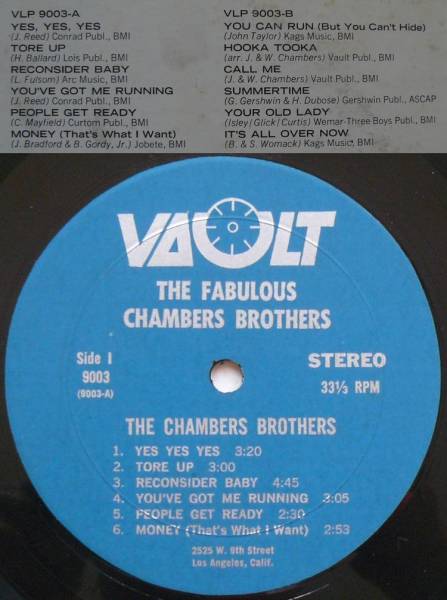 VLP 9003-A
YES, YES, YES
(J. Reed) Conrad Publ., BMI
TORE UP
(H. Ballard) Lois Publ., BMI
RECONSIDER BABY
(L. Fulsom) Arc Music, BMI
YOU'VE GOT ME RUNNING
(J. Reed) Conrad Publ., BMI
PEOPLE GET READY
(C. Mayfield) Curtom Publ., BMI
MONEY (That's What I Want)
(J. Bradford & B. Gordy, Jr.) Jobete, BMI
VLP 9003-B
YOU CAN RUN (But You Can't Hide)
(John Taylor) Kags Music, BMI
HOOKA TOOKA
(arr. J. & W. Chambers) Vault Publ., BMI
CALL ME
(J. & W. Chambers) Vault Publ., BMI
SUMMERTIME
(G. Gershwin & H. Dubose) Gershwin Publ., ASCAP
YOUR OLD LADY
(Isley/Glick/Curtis) Wemar-Three Boys Publ., BMI
IT'S ALL OVER NOW
(B. & S. Womack) Kags Music, BMI
VAULT
THE FABULOUS
CHAMBERS BROTHERS
Side 1
9003
(9003-A)
STEREO
33⅓ RPM
THE CHAMBERS BROTHERS
1. YES YES YES 3:20
2. TORE UP 3:00
3. RECONSIDER BABY 4:45
4. YOU'VE GOT ME RUNNING 3:05
5. PEOPLE GET READY 2:30
6. MONEY (That's What I Want) 2:53
2525 W. 9th Street
Los Angeles, Calif.